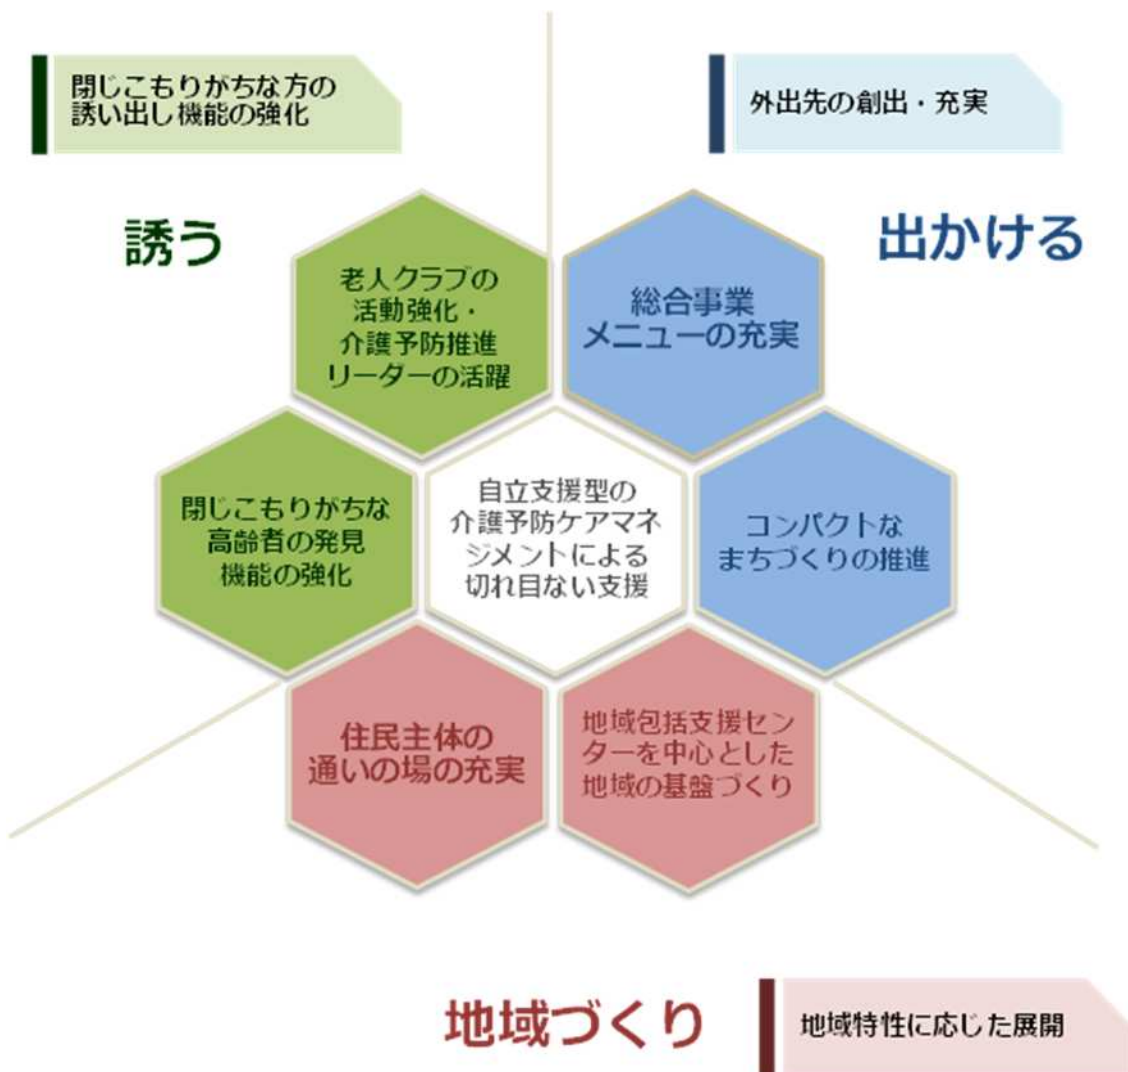 閉じこもりがちな方の
誘い出し機能の強化
外出先の創出・充実
誘う
出かける
老人クラブの
活動強化・
介護予防推進
リーダーの活躍
総合事業
メニューの充実
閉じこもりがちな
高齢者の発見
機能の強化
自立支援型の
介護予防ケアマネ
ジメントによる
切れ目ない支援
コンパクトな
まちづくりの推進
住民主体の
通いの場の充実
地域包括支援セン
ターを中心とした
地域の基盤づくり
地域づくり
地域特性に応じた展開